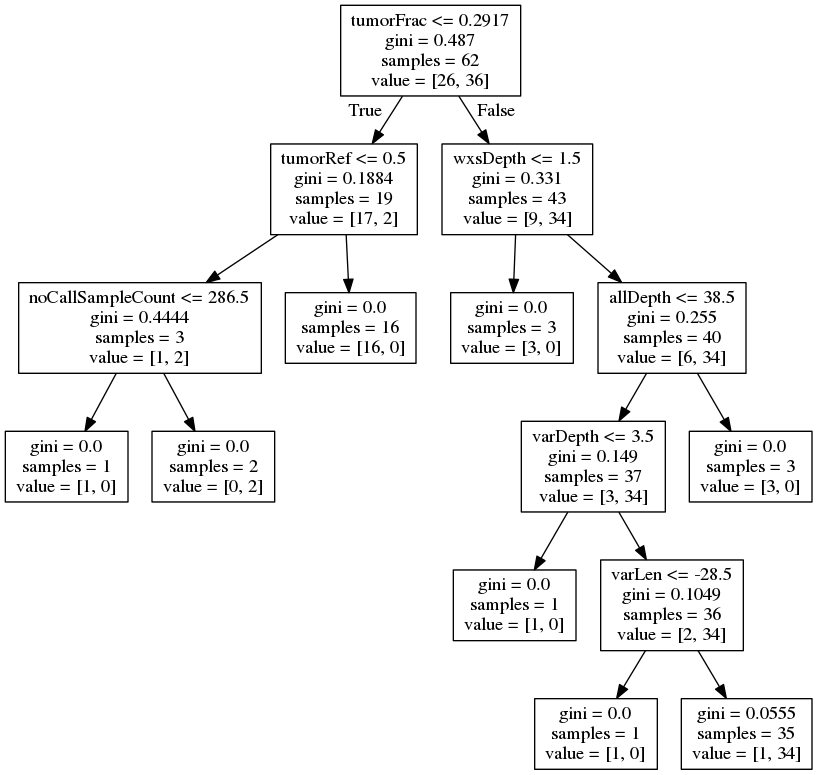 tumorFrac <= 0.2917
gini = 0.487
samples = 62
value = [26, 36]
True
False
tumorRef <= 0.5
gini = 0.1884
samples = 19
value = [17, 2]
wxsDepth <= 1.5
gini = 0.331
samples = 43
value = [9, 34]
noCallSampleCount <= 286.5
gini = 0.4444
samples = 3
value = [1, 2]
gini = 0.0
samples = 16
value = [16, 0]
gini = 0.0
samples = 3
value = [3, 0]
allDepth <= 38.5
gini = 0.255
samples = 40
value = [6, 34]
gini = 0.0
samples = 1
value = [1, 0]
gini = 0.0
samples = 2
value = [0, 2]
varDepth <= 3.5
gini = 0.149
samples = 37
value = [3, 34]
gini = 0.0
samples = 3
value = [3, 0]
gini = 0.0
samples = 1
value = [1, 0]
varLen <= -28.5
gini = 0.1049
samples = 36
value = [2, 34]
gini = 0.0
samples = 1
value = [1, 0]
gini = 0.0555
samples = 35
value = [1, 34]